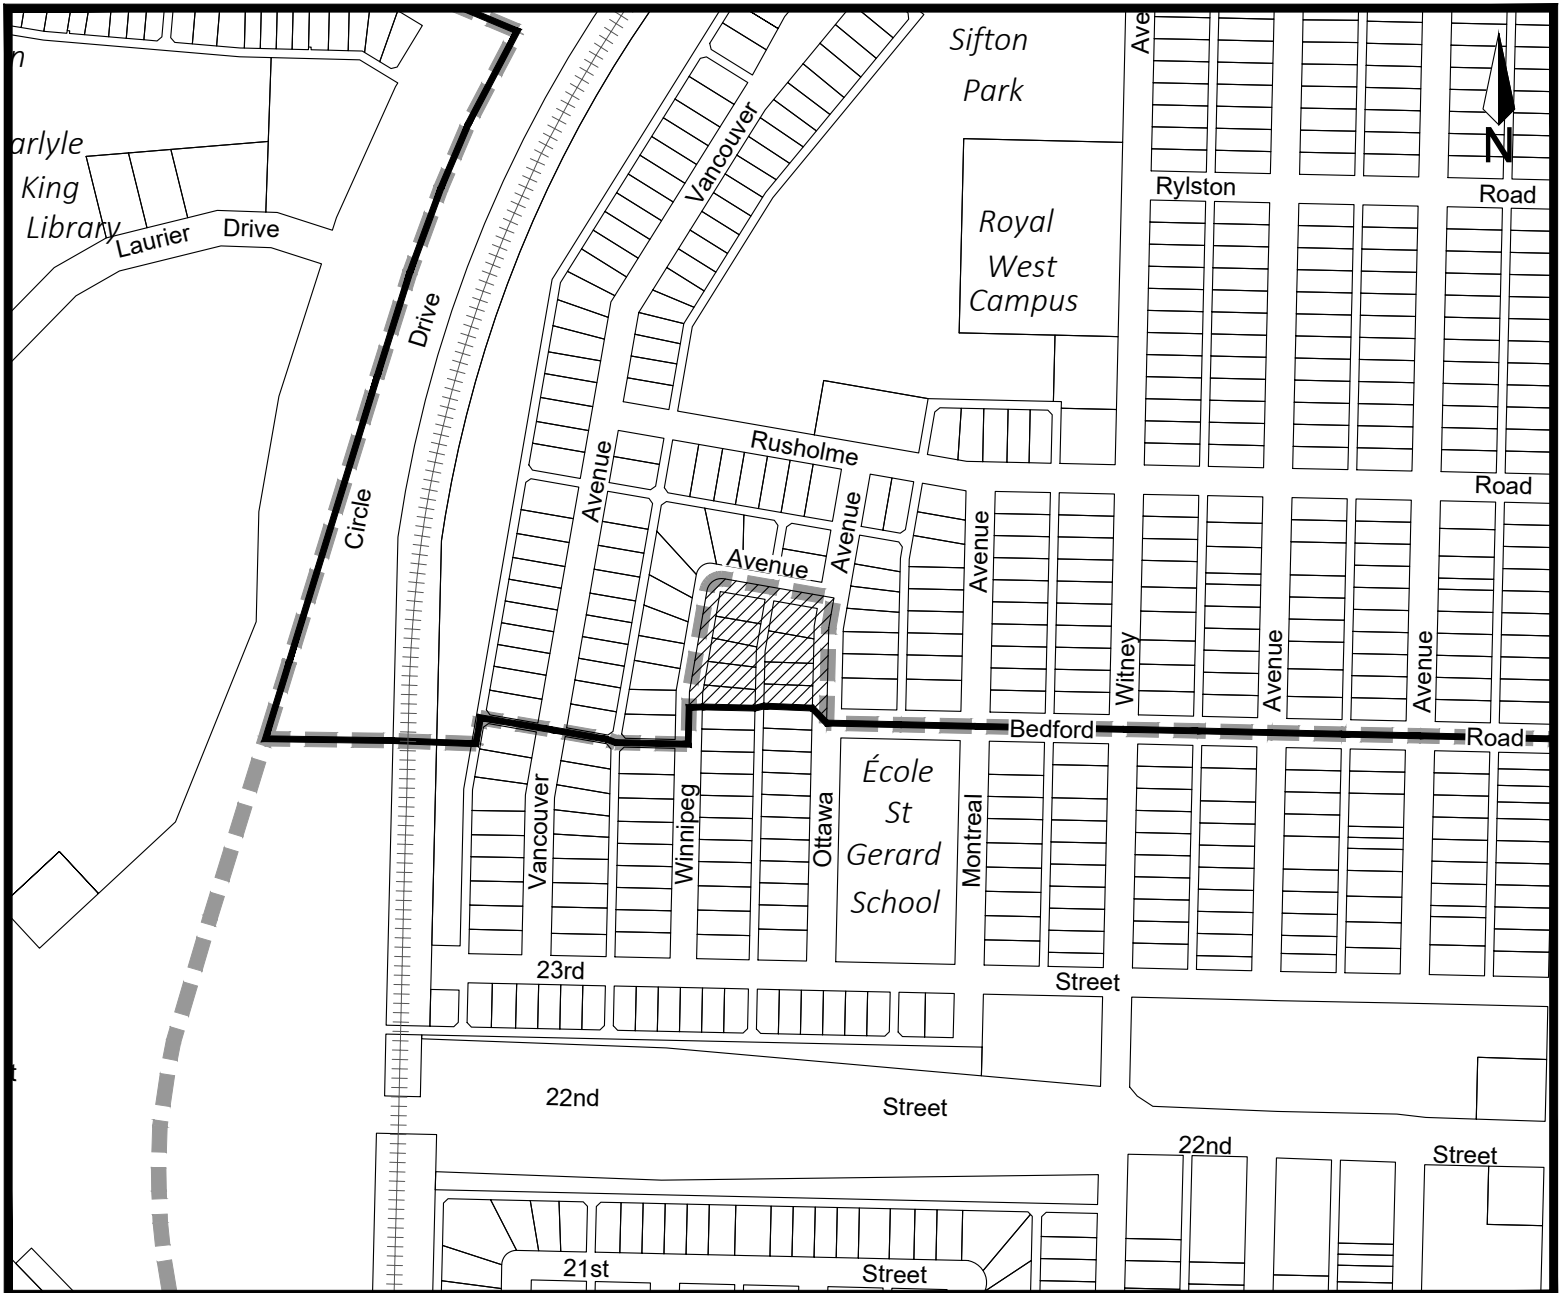 Sifton
Park
Ave
N
n
arlyle
King
Library
Laurier Drive
Vancouver
Rylston Road
Royal
West
Campus
Drive
Circle
Rusholme Road
Avenue
Avenue
Avenue
Avenue
Witney
Avenue
Avenue
Bedford Road
École
St
Gerard
School
Vancouver
Winnipeg
Ottawa
Montreal
23rd Street
t
22nd Street
22nd Street
21st Street